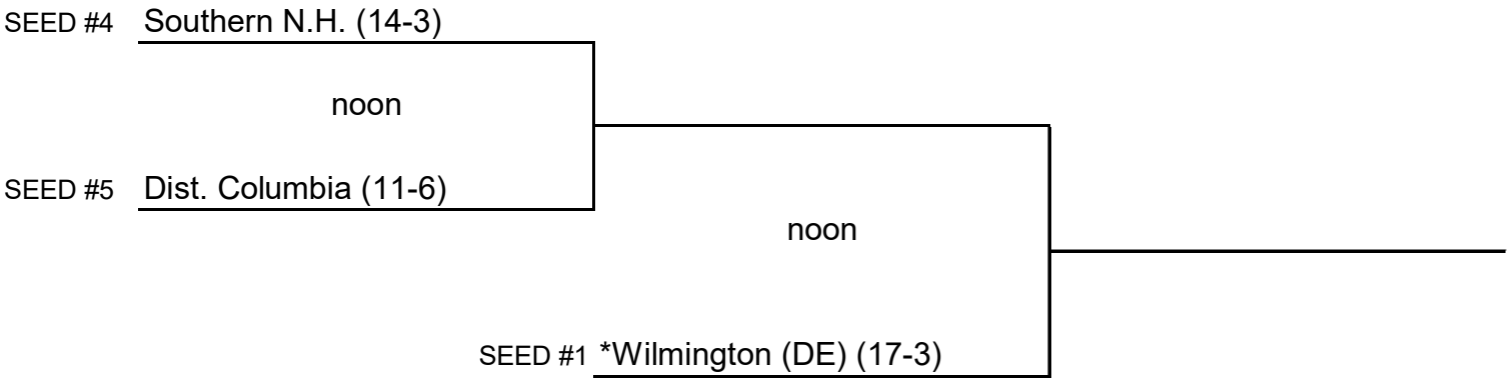 SEED #4 Southern N.H. (14-3)
noon
SEED #5 Dist. Columbia (11-6)
noon
SEED #1 *Wilmington (DE) (17-3)